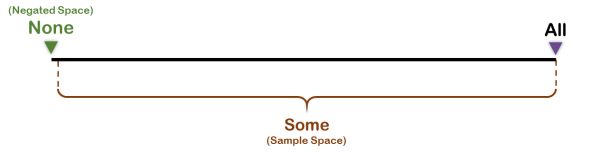 (Negated Space)
None
All
Some
(Sample Space)